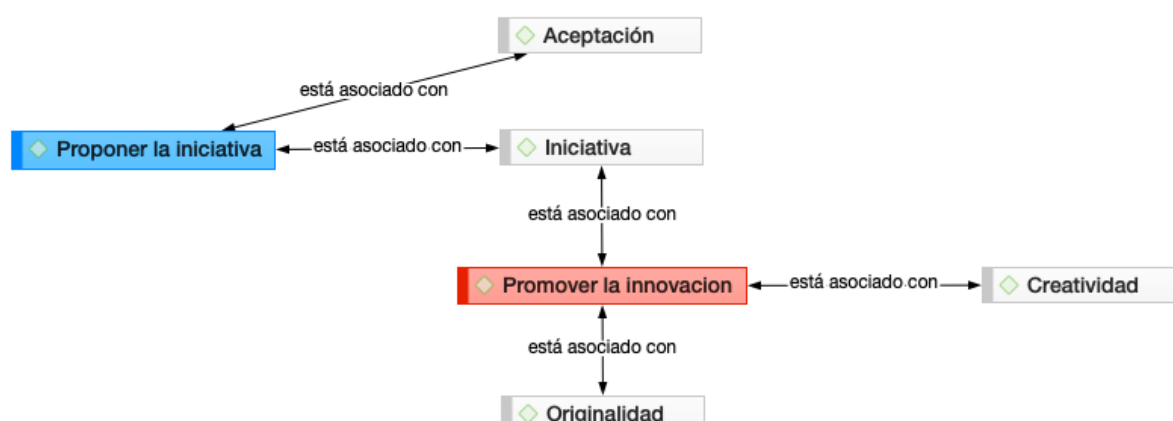 Aceptación
está asociado con
Proponer la iniciativa
está asociado con
Iniciativa
está asociado con
Promover la innovacion
está asociado con
Creatividad
está asociado con
Originalidad